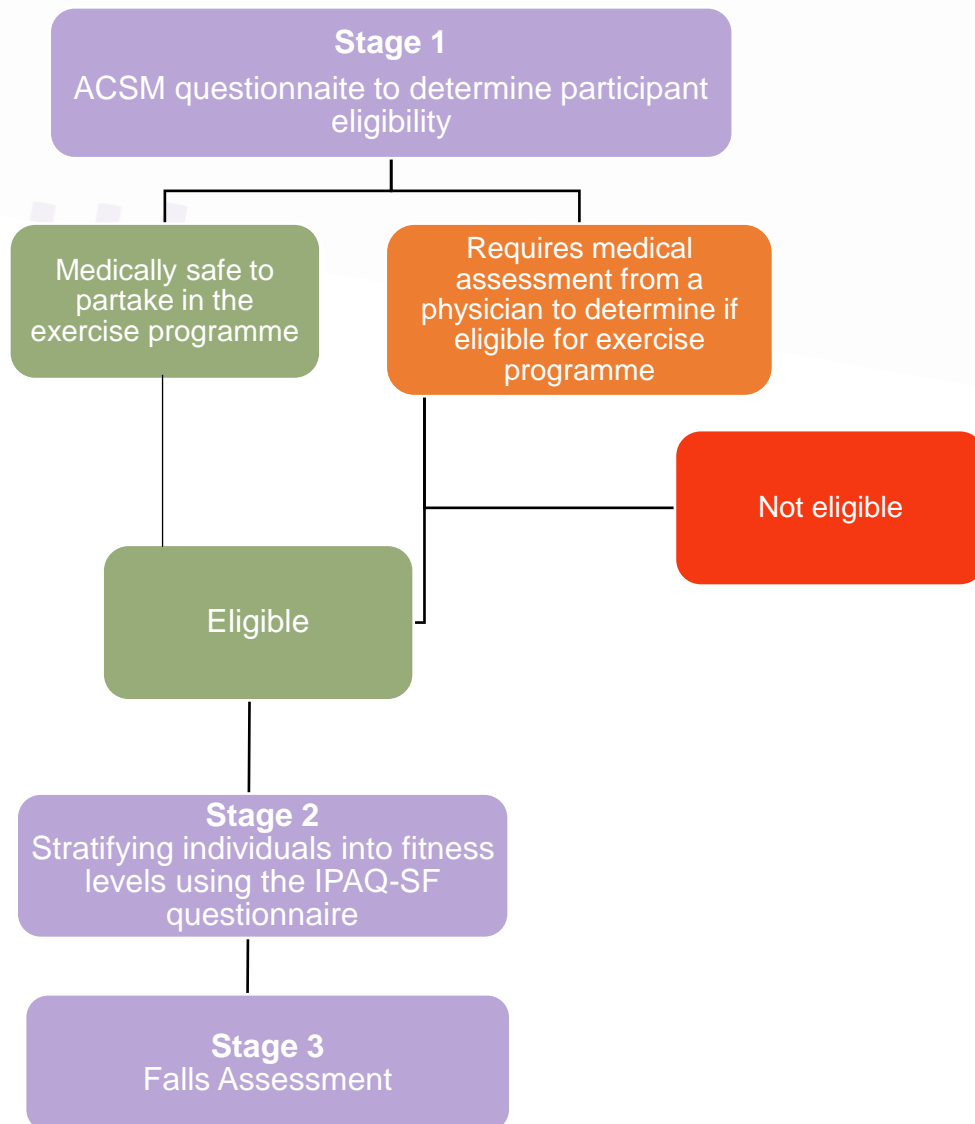 Stage 1
ACSM questionnaite to determine participant
eligibility
Medically safe to
partake in the
exercise programme
Requires medical
assessment from a
physician to determine if
eligible for exercise
programme
Not eligible
Eligible
Stage 2
Stratifying individuals into fitness
levels using the IPAQ-SF
questionnaire
Stage 3
Falls Assessment